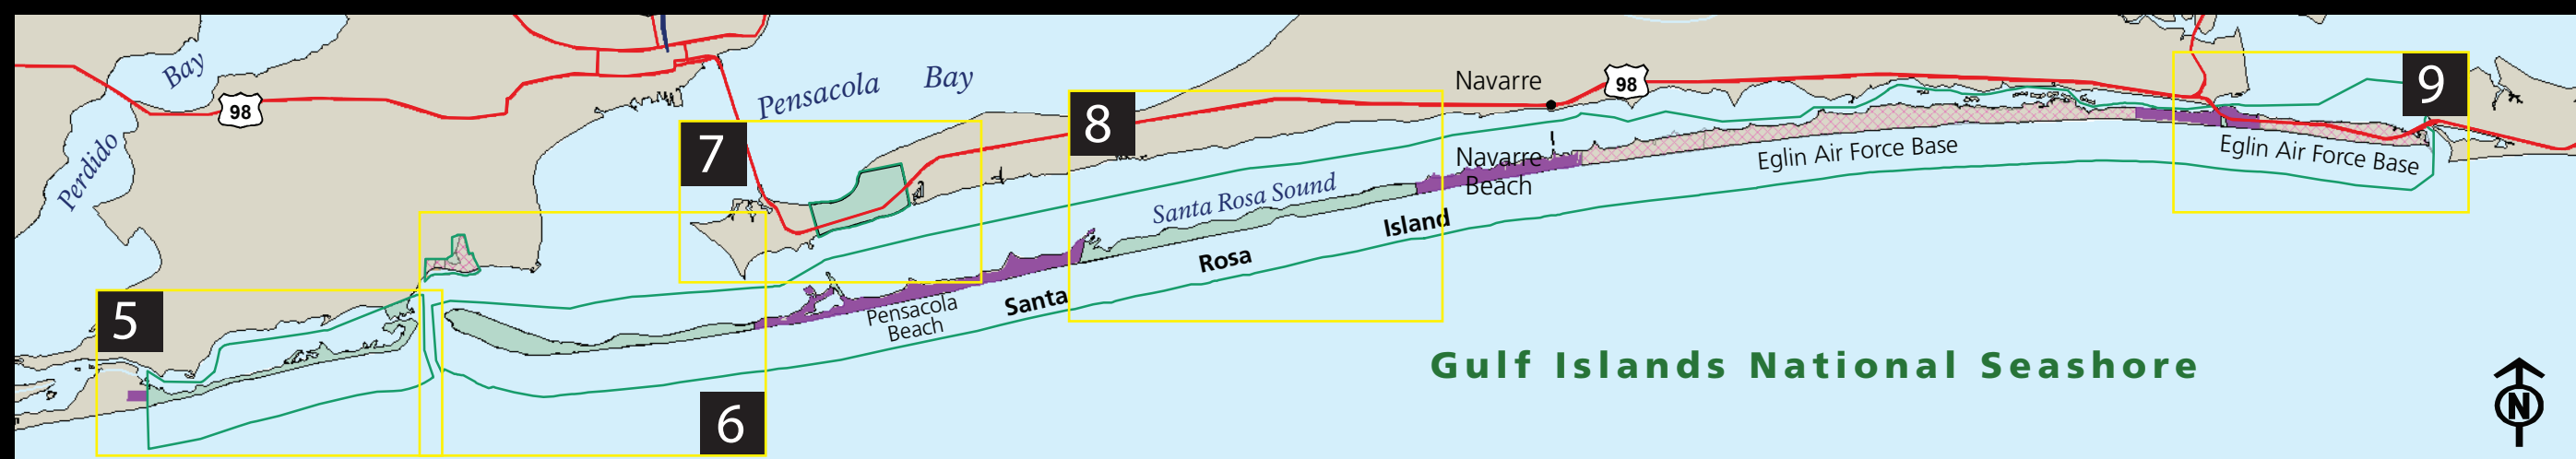 Perdido
Bay
98
Pensacola Bay
Navarre
98
9
8
7
Navarre
Beach
Eglin Air Force Base
Eglin Air Force Base
Santa Rosa Sound
Santa Rosa Island
Pensacola
Beach
5
6
Gulf Islands National Seashore
N